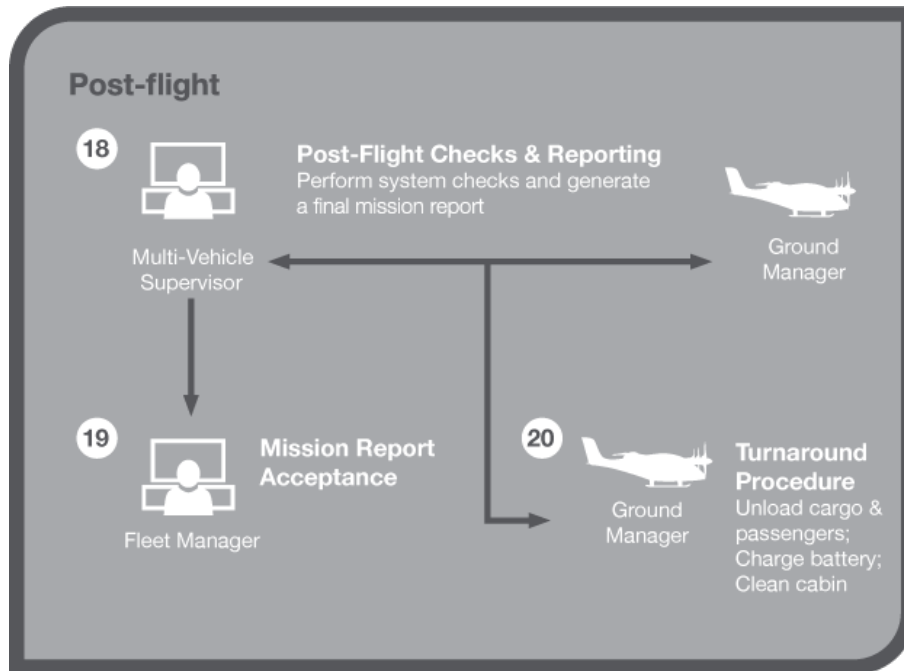 Post-flight
18
Post-Flight Checks & Reporting
Perform system checks and generate
a final mission report
Multi-Vehicle
Supervisor
Ground
Manager
19
Mission Report
Acceptance
Fleet Manager
20
Ground
Manager
Turnaround
Procedure
Unload cargo &
passengers;
Charge battery;
Clean cabin